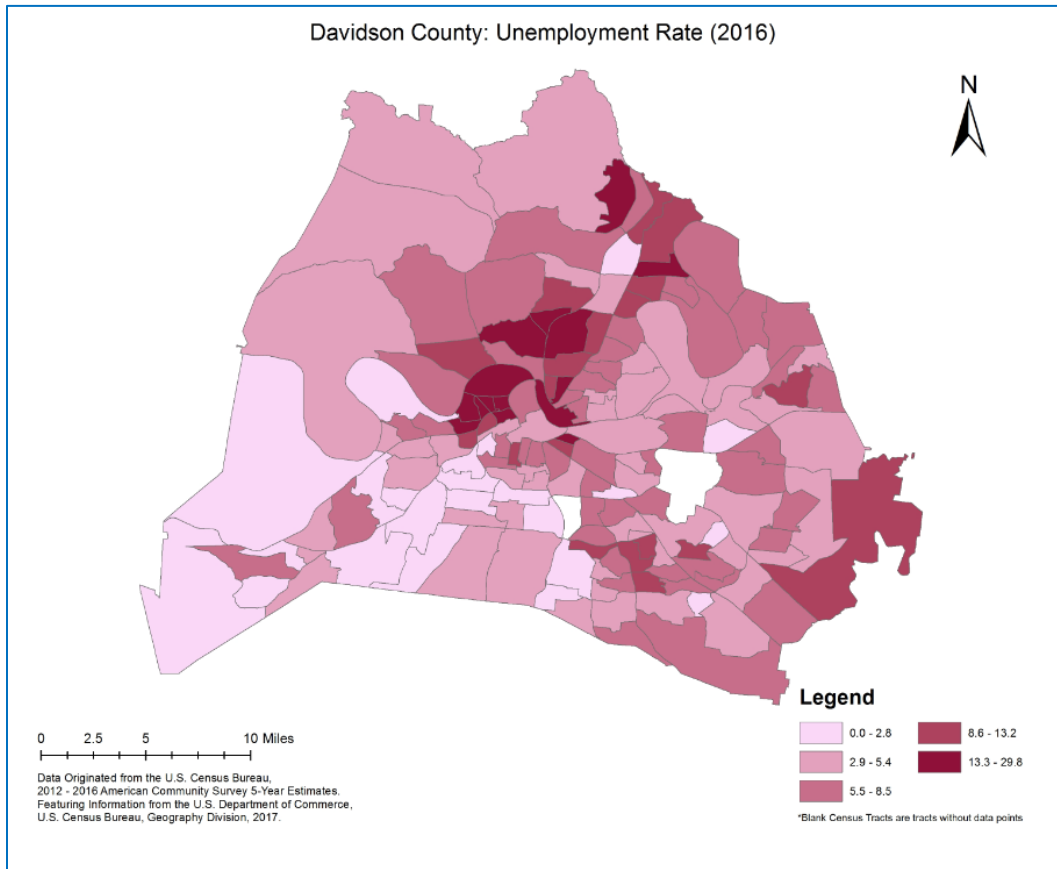 Davidson County: Unemployment Rate (2016)
N
Legend
0.0 - 2.8
8.6 - 13.2
2.9 - 5.4
13.3 - 29.8
5.5 - 8.5
*Blank Census Tracts are tracts without data points
0 2.5 5 10 Miles
Data Originated from the U.S. Census Bureau,
2012 - 2016 American Community Survey 5-Year Estimates.
Featuring Information from the U.S. Department of Commerce,
U.S. Census Bureau, Geography Division, 2017.